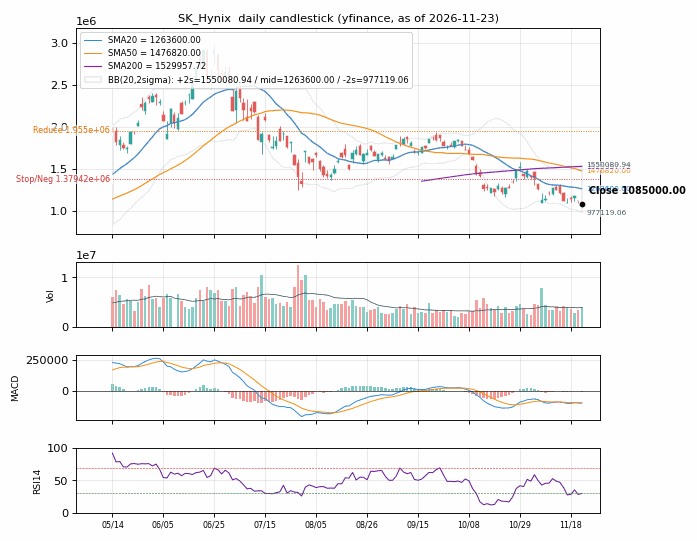 SK_Hynix  daily candlestick (yfinance, as of 2026-11-23)
1e6
SMA20 = 1263600.00
SMA50 = 1476820.00
SMA200 = 1529957.72
BB(20,2sigma): +2s=1550080.94 / mid=1263600.00 / -2s=977119.06
3.0
2.5
2.0
Reduce 1.955e+06
1.5
Stop/Neg 1.37942e+06
1.0
1550080.94
1476820.00
Close 1085000.00
977119.06
1e7
1
0
Vol
250000
0
MACD
100
50
0
RSI14
05/14
06/05
06/25
07/15
08/05
08/26
09/15
10/08
10/29
11/18